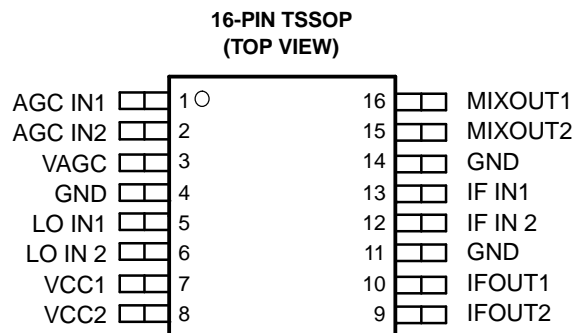 16-PIN TSSOP
(TOP VIEW)
AGC IN1 1 16 MIXOUT1
AGC IN2 2 15 MIXOUT2
VAGC 3 14 GND
GND 4 13 IF IN1
LO IN1 5 12 IF IN 2
LO IN 2 6 11 GND
VCC1 7 10 IFOUT1
VCC2 8 9 IFOUT2